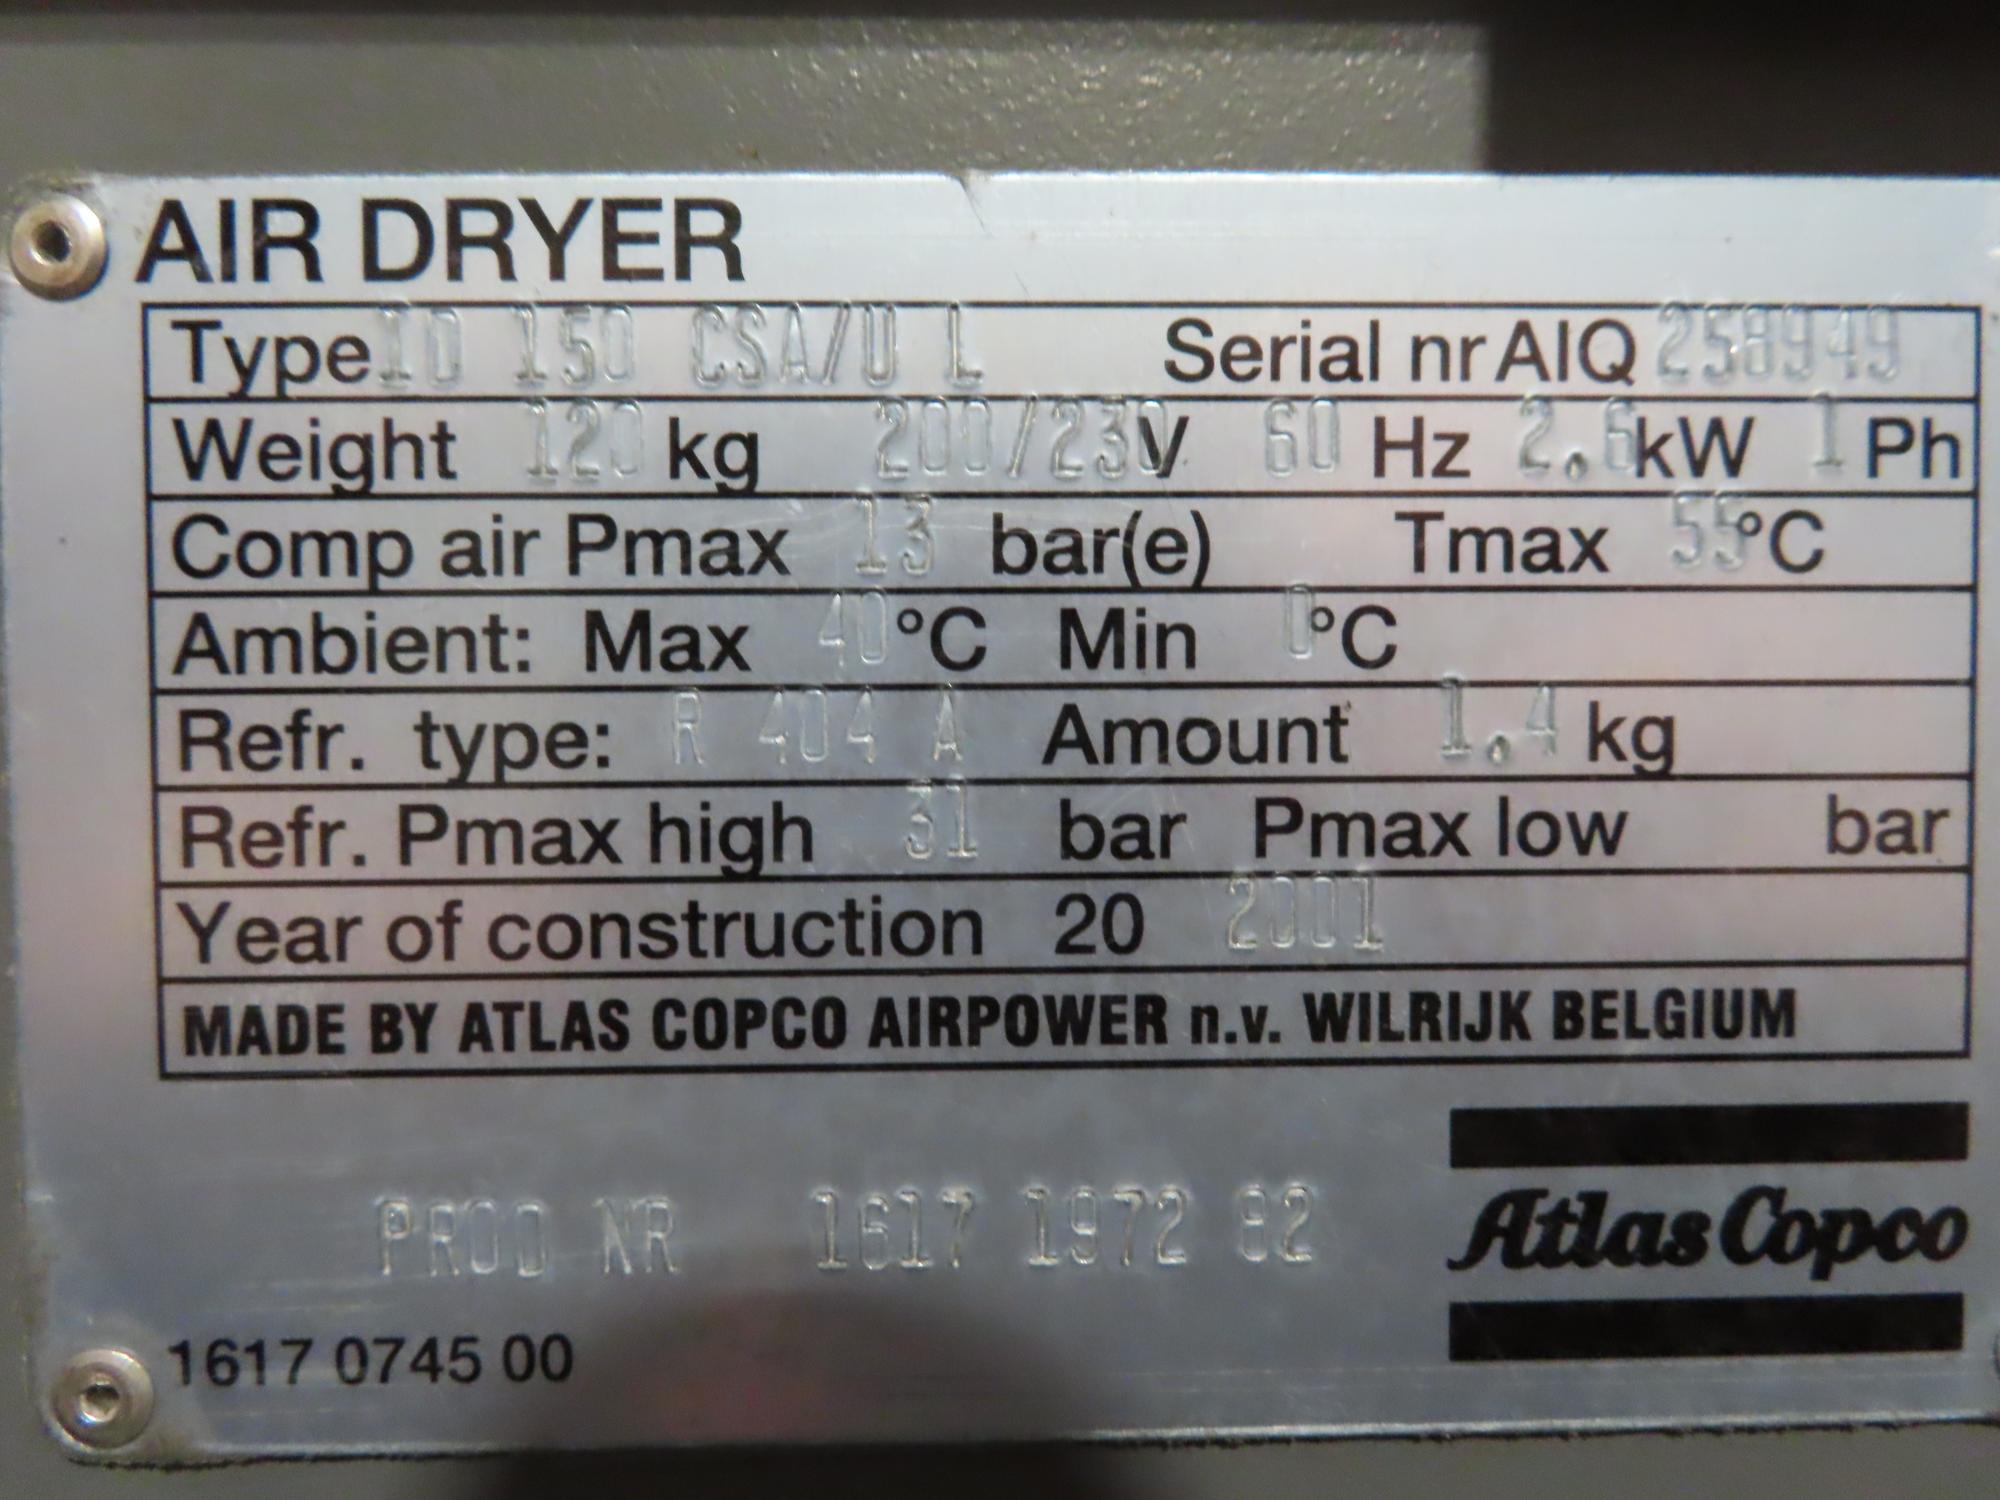 AIR DRYER
Type ID 150 CSA/U L Serial nr AIQ 258949
Weight 120 kg 200/230 V 60 Hz 2.6 kW 1 Ph
Comp air Pmax 13 bar(e) Tmax 55 °C
Ambient: Max 40 °C Min 0 °C
Refr. type: R 404 A Amount 1.4 kg
Refr. Pmax high 31 bar Pmax low bar
Year of construction 20 2001
MADE BY ATLAS COPCO AIRPOWER n.v. WILRIJK BELGIUM
PROD NR 1617 1972 82
Atlas Copco
1617 0745 00